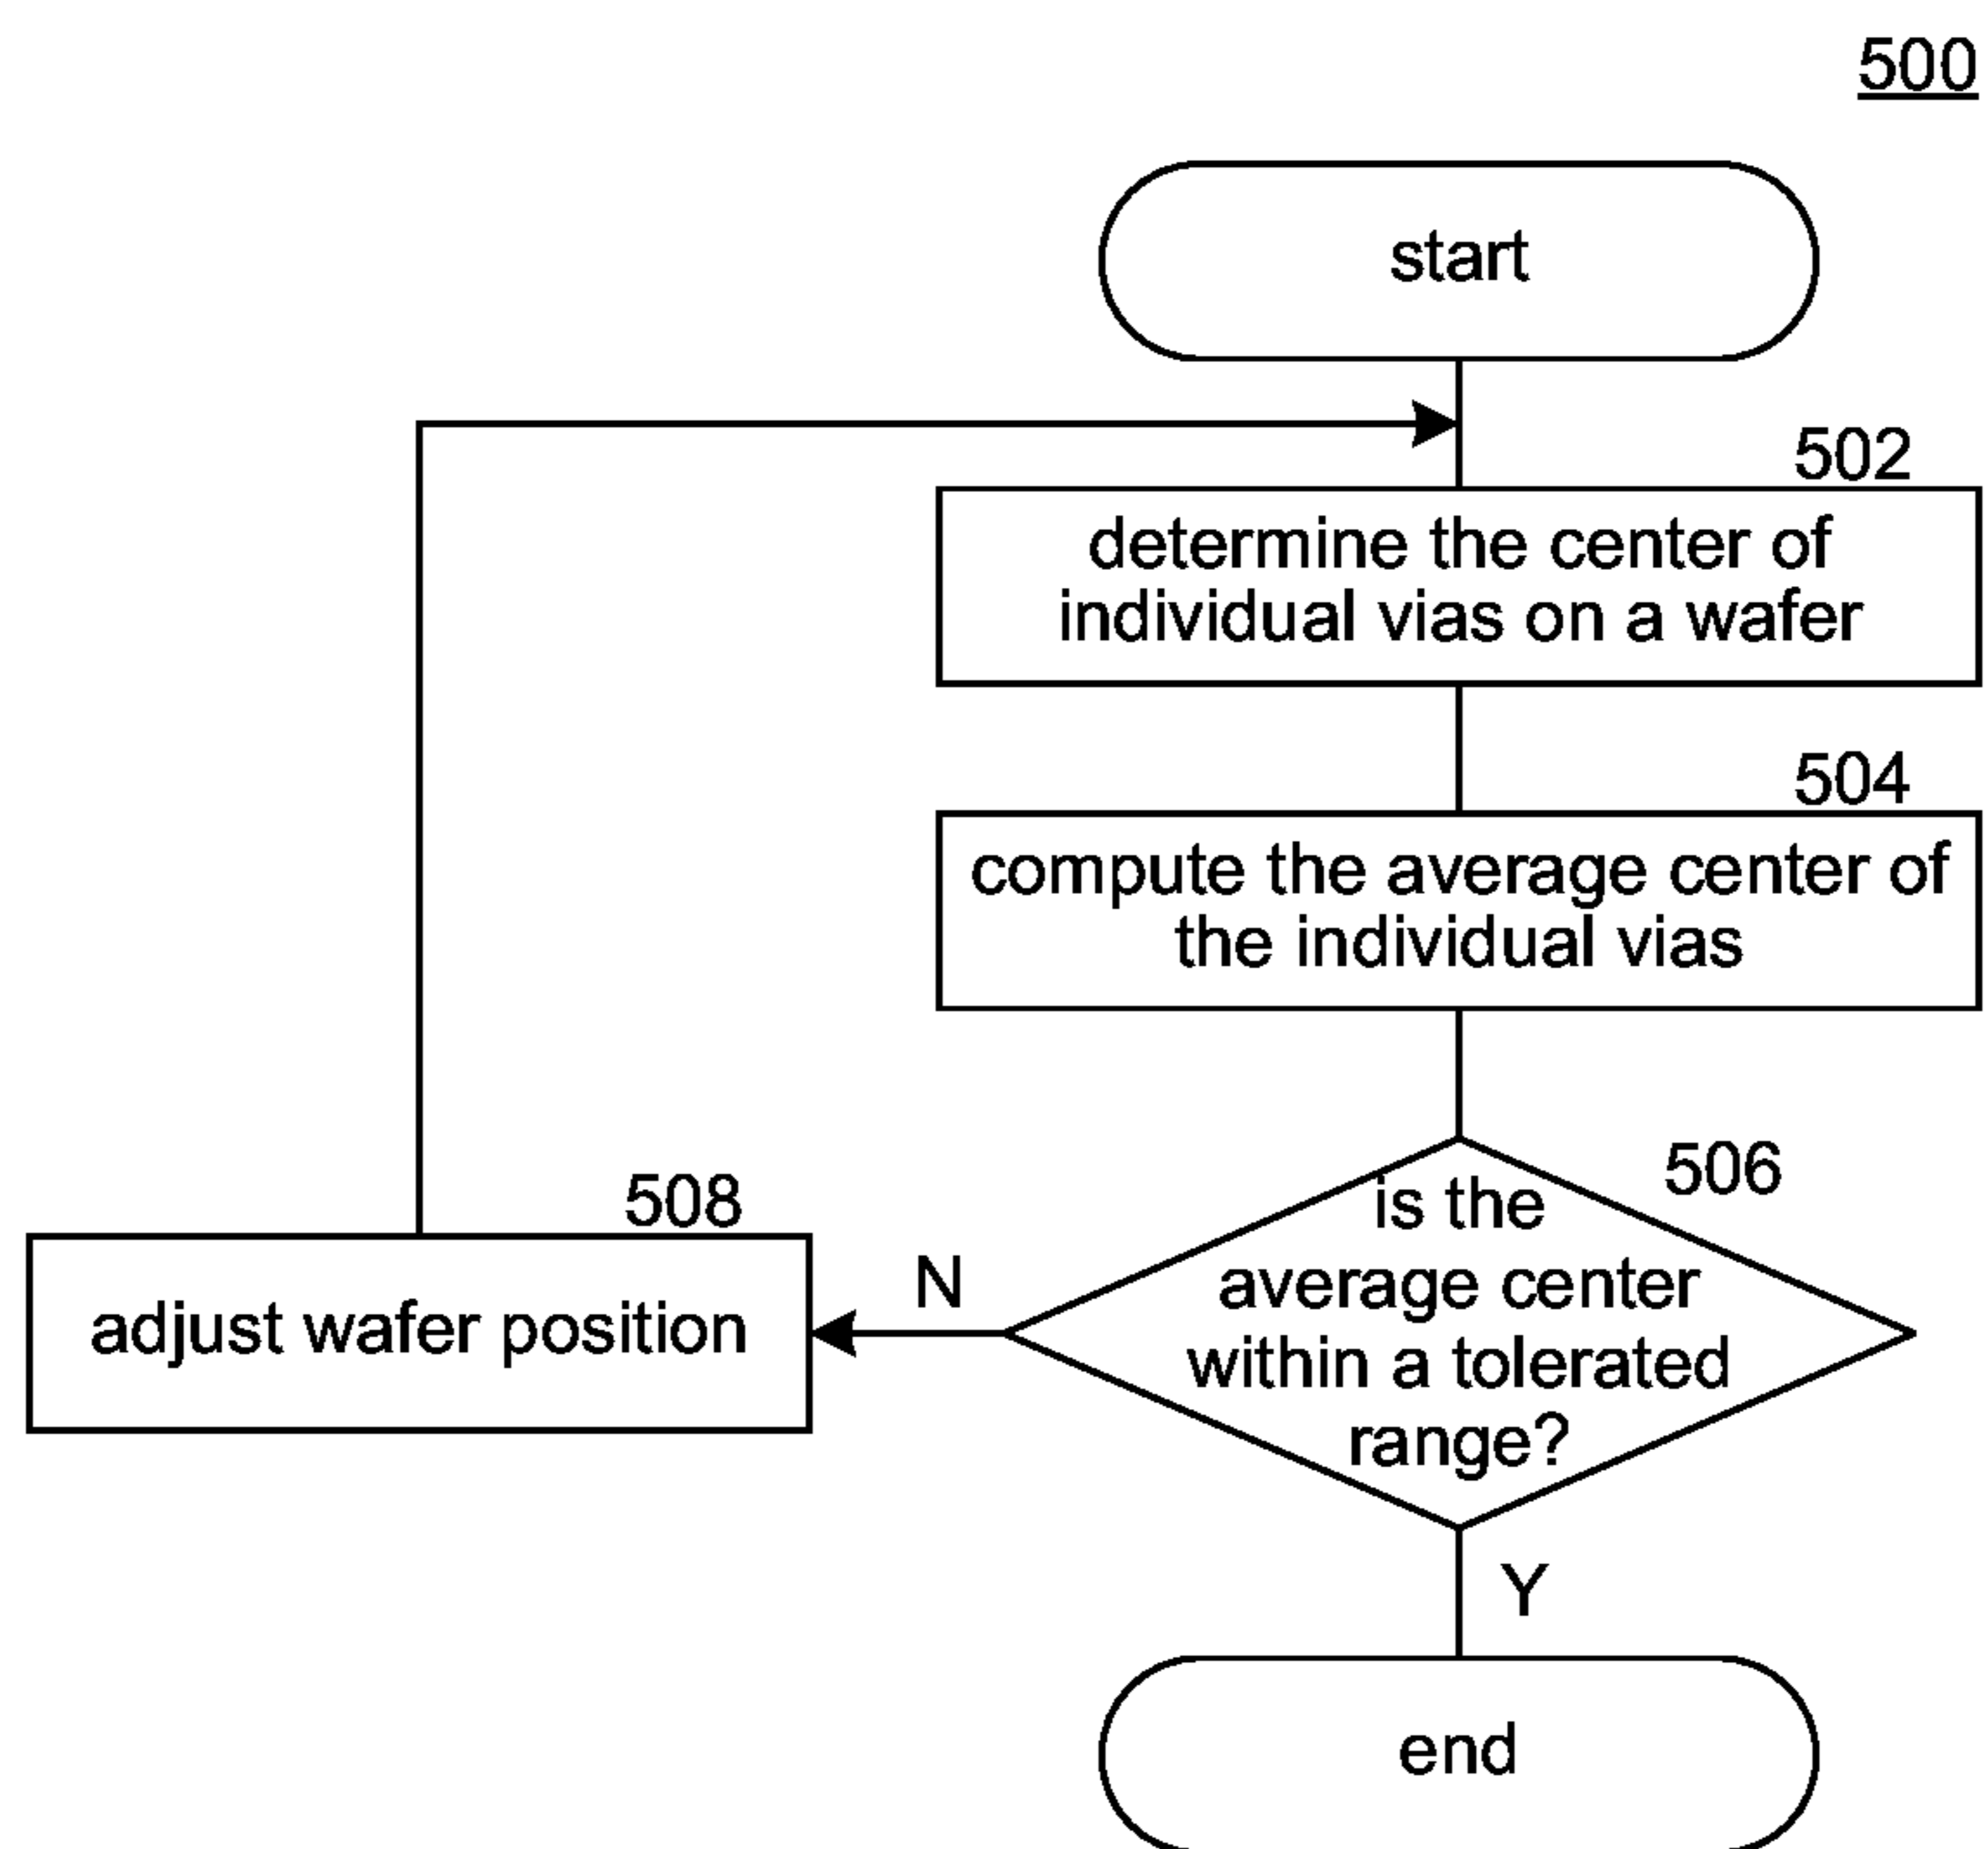 500
start
502
determine the center of
individual vias on a wafer
504
compute the average center of
the individual vias
506
is the
average center
within a tolerated
range?
N
508
adjust wafer position
Y
end